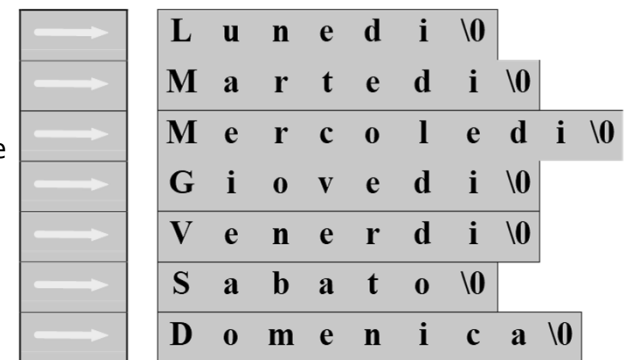 L u n e d i \0
M a r t e d i \0
e
M e r c o l e d i \0
G i o v e d i \0
V e n e r d i \0
S a b a t o \0
D o m e n i c a \0